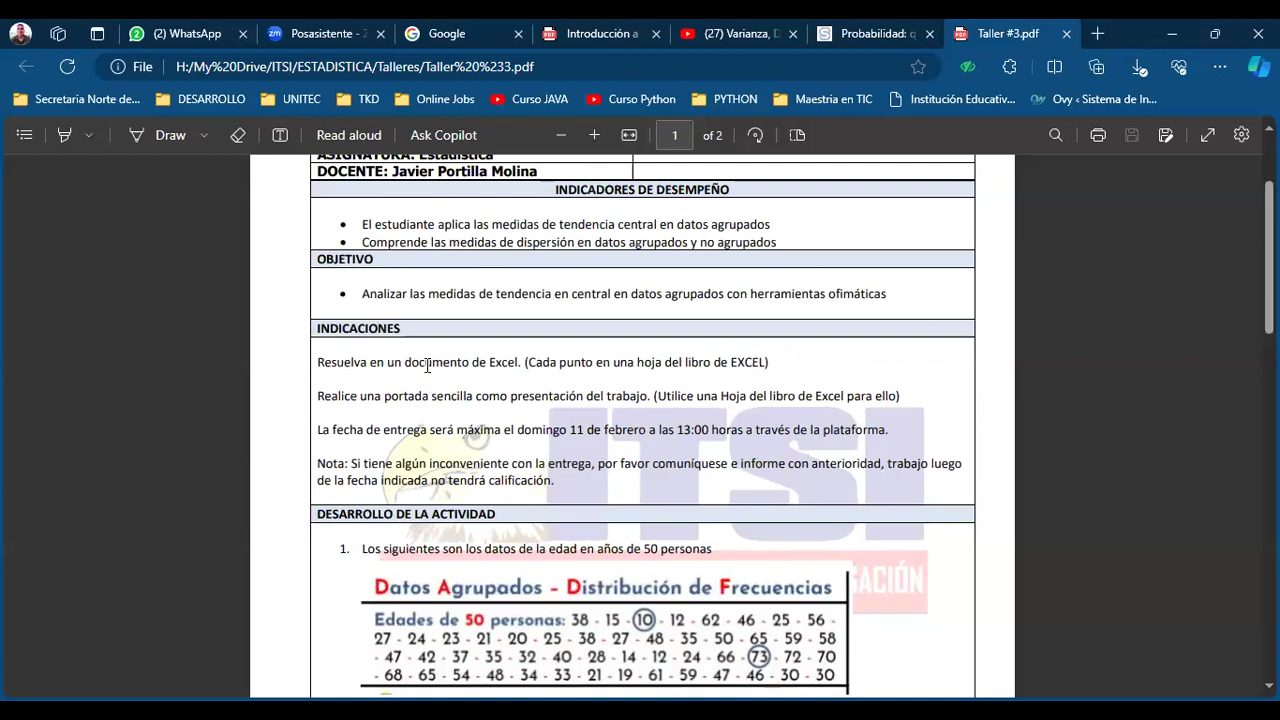 (2) WhatsApp
Posasistente - 2
Google
Introducción a
(27) Varianza, D
Probabilidad: q
Taller #3.pdf
File
H:/My%20Drive/ITSI/ESTADISTICA/Talleres/Taller%20%233.pdf
Secretaria Norte de...
DESARROLLO
UNITEC
TKD
Online Jobs
Curso JAVA
Curso Python
PYTHON
Maestria en TIC
Institución Educativ...
Ovy - Sistema de In...
Draw
Read aloud
Ask Copilot
1
of 2
ASIGNATURA: Estadística
DOCENTE: Javier Portilla Molina
INDICADORES DE DESEMPEÑO
• El estudiante aplica las medidas de tendencia central en datos agrupados
• Comprende las medidas de dispersión en datos agrupados y no agrupados
OBJETIVO
• Analizar las medidas de tendencia en central en datos agrupados con herramientas ofimáticas
INDICACIONES
Resuelva en un documento de Excel. (Cada punto en una hoja del libro de EXCEL)
Realice una portada sencilla como presentación del trabajo. (Utilice una Hoja del libro de Excel para ello)
La fecha de entrega será máxima el domingo 11 de febrero a las 13:00 horas a través de la plataforma.
Nota: Si tiene algún inconveniente con la entrega, por favor comuníquese e informe con anterioridad, trabajo luego
de la fecha indicada no tendrá calificación.
ITSI
DESARROLLO DE LA ACTIVIDAD
1. Los siguientes son los datos de la edad en años de 50 personas
Datos Agrupados - Distribución de Frecuencias
Edades de 50 personas: 38 - 15 - 10 - 12 - 62 - 46 - 25 - 56 -
27 - 24 - 23 - 21 - 20 - 25 - 38 - 27 - 48 - 35 - 50 - 65 - 59 - 58
- 47 - 42 - 37 - 35 - 32 - 40 - 28 - 14 - 12 - 24 - 66 - 73 - 72 - 70
- 68 - 65 - 54 - 48 - 34 - 33 - 21 - 19 - 61 - 59 - 47 - 46 - 30 - 30